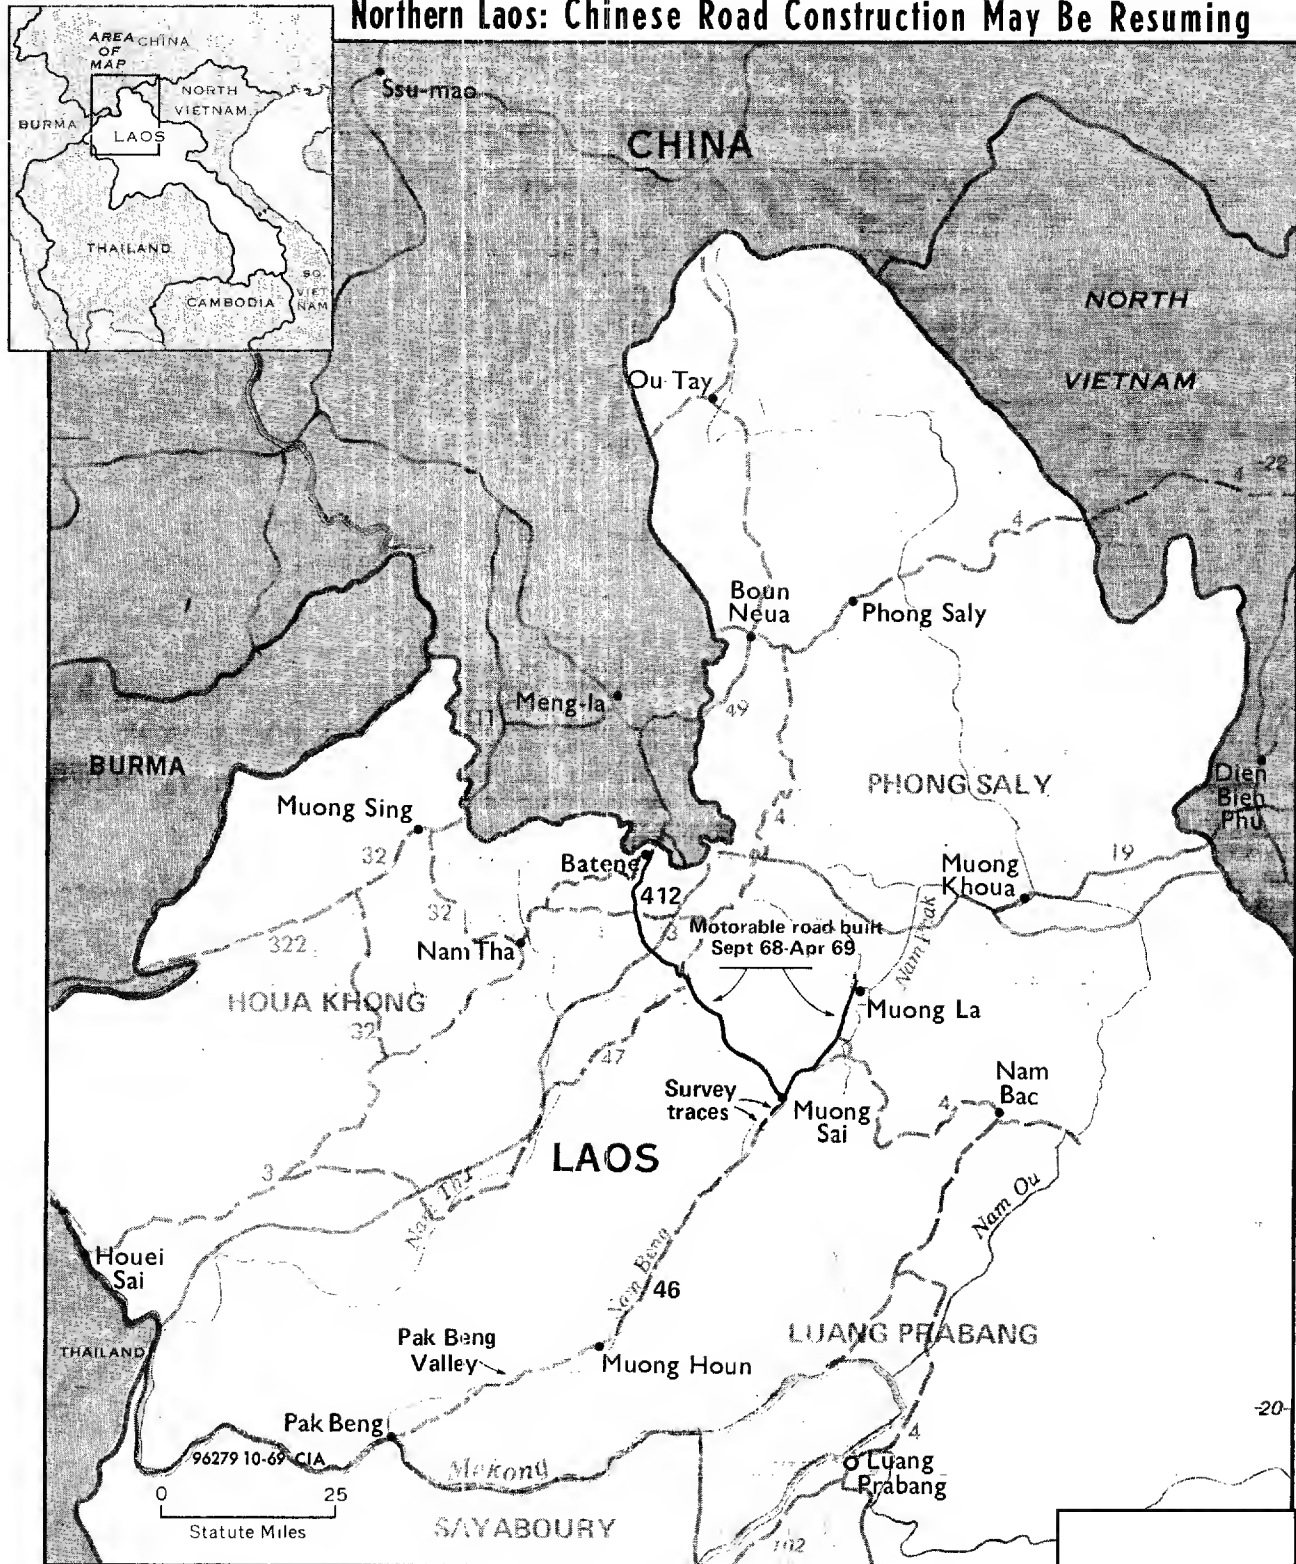 Northern Laos: Chinese Road Construction May Be Resuming
AREA
OF
MAP
CHINA
NORTH
VIETNAM
BURMA
LAOS
THAILAND
CAMBODIA
SO.
VIET
NAM
Ssu-mao
CHINA
NORTH
VIETNAM
Ou Tay
22
4
4
Boun
Neua
Phong Saly
Meng-la
49
BURMA
PHONG SALY
Dien
Bien
Phu
Muong Sing
4
32
Bateng
Muong
Khoua
19
412
32
Motorable road built
Sept 68-Apr 69
Nam Peak
322
Nam Tha
3
HOUA KHONG
Muong La
32
47
Nam
Bac
Survey
traces
Muong
Sai
4
LAOS
3
Nam Tha
Nam Ou
Houei
Sai
Nam Beng
46
THAILAND
Pak Beng
Valley
LUANG PRABANG
Muong Houn
20
Pak Beng
4
96279 10-69 CIA
Mekong
Luang
Prabang
0 25
Statute Miles
SAYABOURY
102